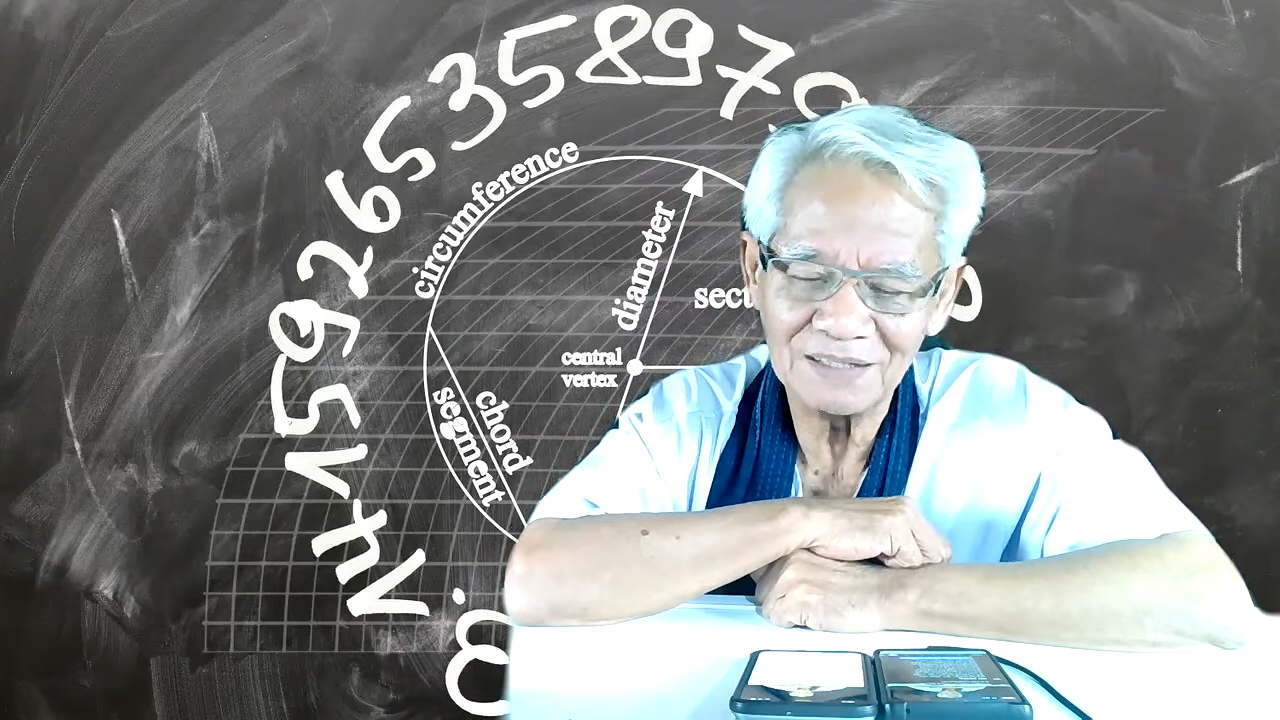 3.14159265358979
circumference
diameter
central
vertex
chord
segment